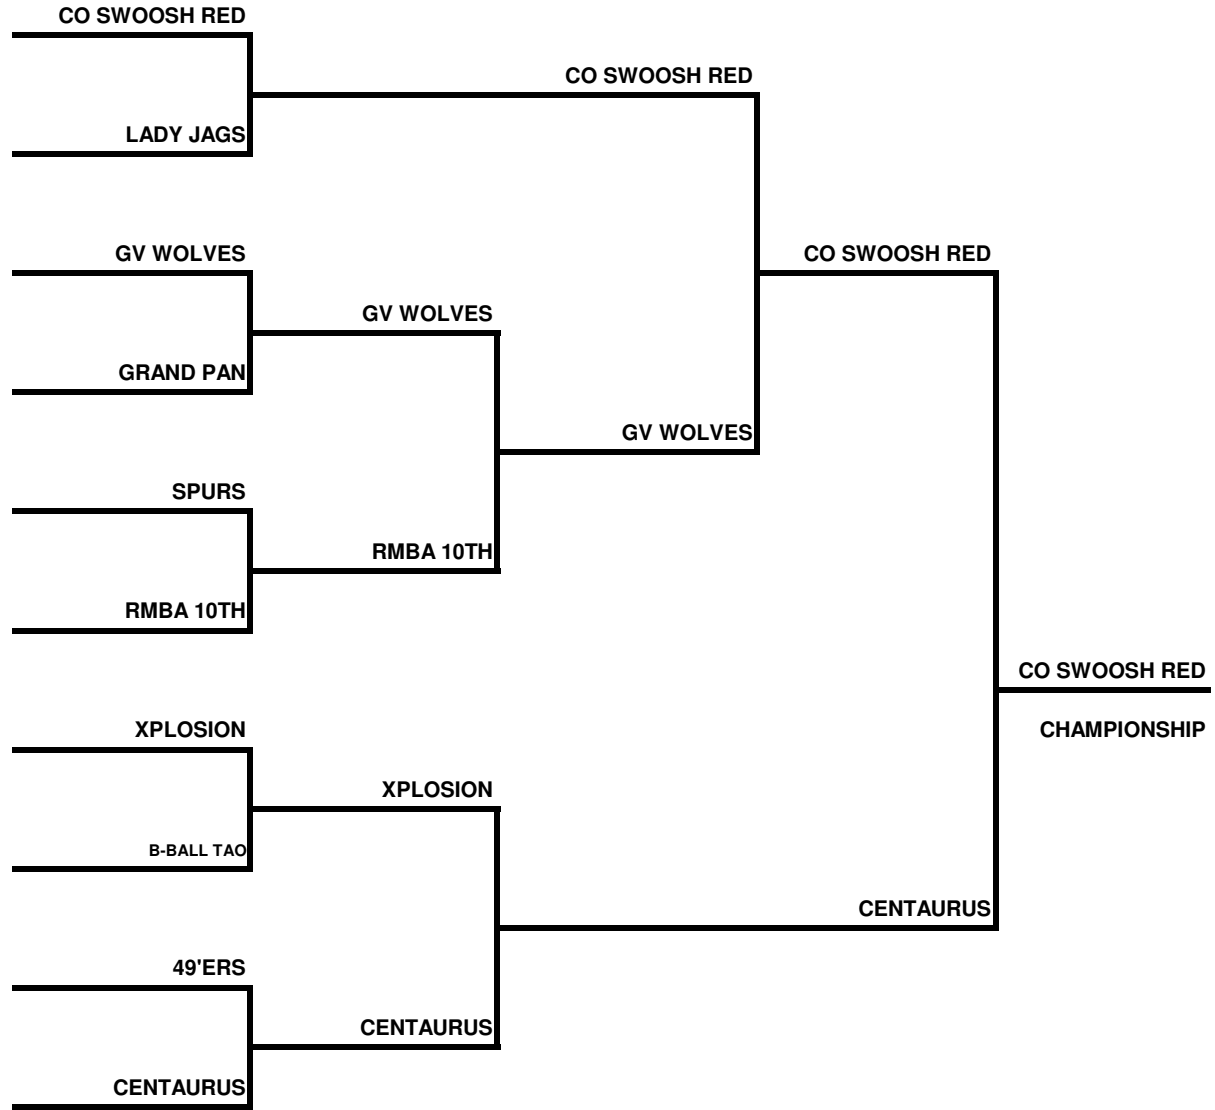 CO SWOOSH RED
CO SWOOSH RED
LADY JAGS
GV WOLVES
CO SWOOSH RED
GV WOLVES
GRAND PAN
GV WOLVES
SPURS
RMBA 10TH
RMBA 10TH
CO SWOOSH RED
XPLOSION
CHAMPIONSHIP
XPLOSION
B-BALL TAO
CENTAURUS
49'ERS
CENTAURUS
CENTAURUS